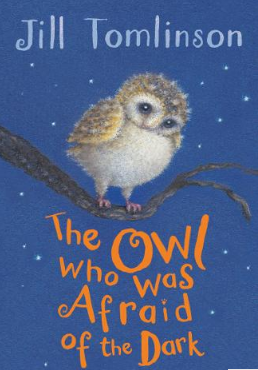 Jill Tomlinson
The Owl
who was
Afraid
of the Dark